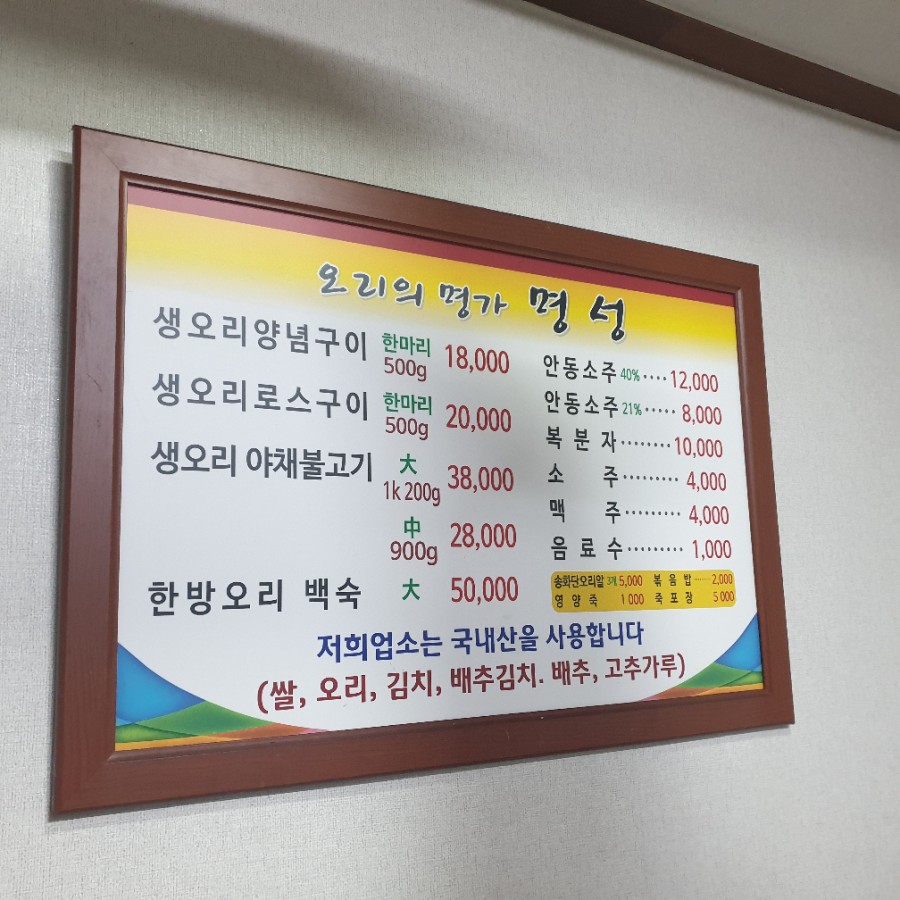 오리의 명가 명성
생오리양념구이 한마리 500g 18,000
생오리로스구이 한마리 500g 20,000
생오리 야채불고기 大 1k 200g 38,000
中 900g 28,000
한방오리 백숙 大 50,000
안동소주 40% ···· 12,000
안동소주 21% ····· 8,000
복 분 자 ········ 10,000
소 주 ········· 4,000
맥 주 ········· 4,000
음 료 수 ········· 1,000
송화단오리알 3개 5,000 볶 음 밥 ······· 2,000
영 양 죽 1 000 죽 포 장 5 000
저희업소는 국내산을 사용합니다
(쌀, 오리, 김치, 배추김치. 배추, 고추가루)